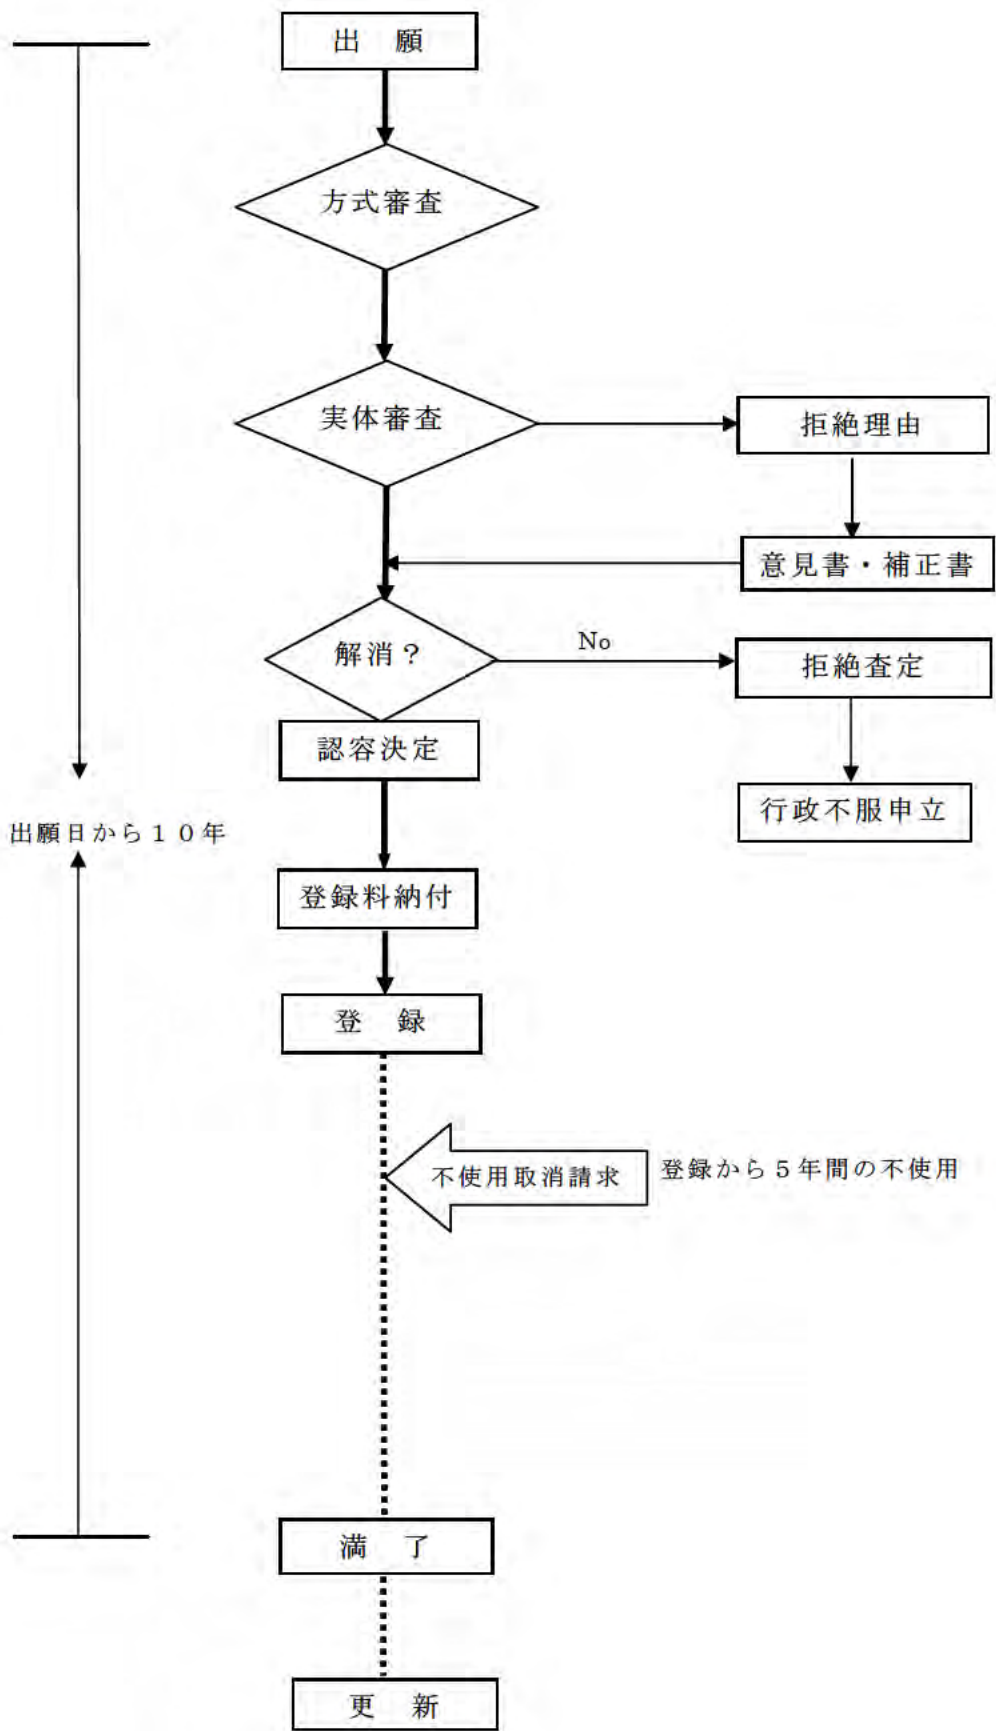 出　願
方式審査
実体審査
拒絶理由
意見書・補正書
解消？
No
拒絶査定
認容決定
行政不服申立
出願日から１０年
登録料納付
登　録
不使用取消請求
登録から５年間の不使用
満　了
更　新